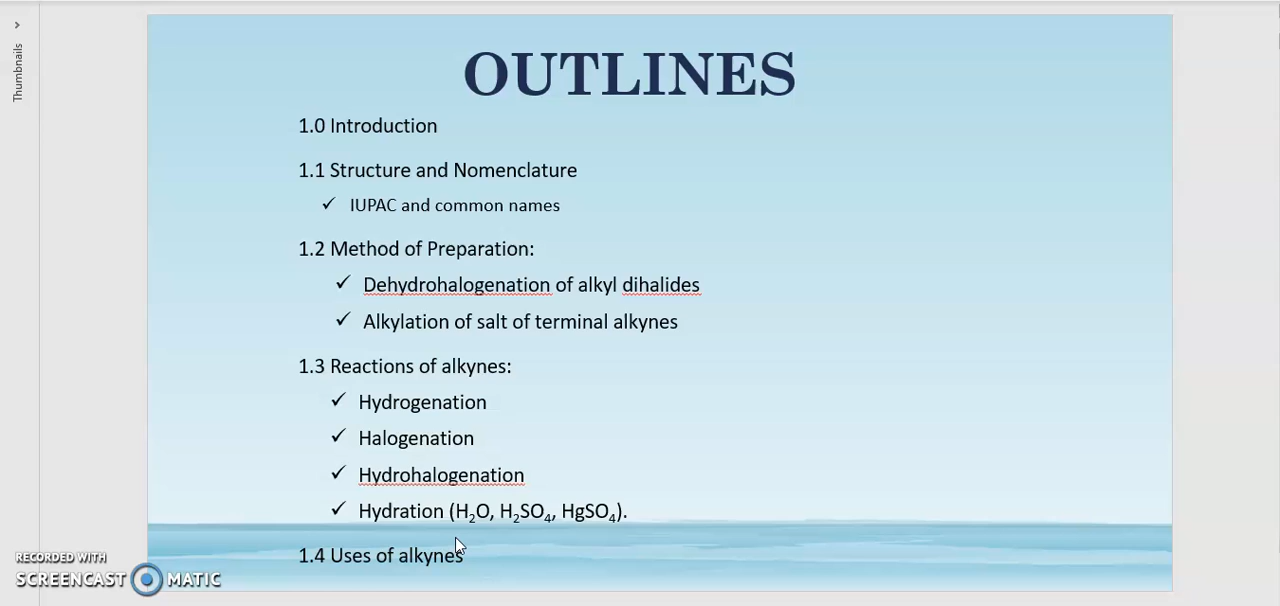 Thumbnails
OUTLINES
1.0 Introduction
1.1 Structure and Nomenclature
✓ IUPAC and common names
1.2 Method of Preparation:
✓ Dehydrohalogenation of alkyl dihalides
✓ Alkylation of salt of terminal alkynes
1.3 Reactions of alkynes:
✓ Hydrogenation
✓ Halogenation
✓ Hydrohalogenation
✓ Hydration (H₂O, H₂SO₄, HgSO₄).
1.4 Uses of alkynes
RECORDED WITH
SCREENCAST MATIC